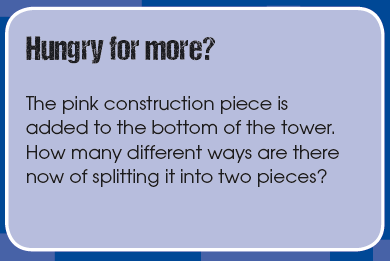 Hungry for more?
The pink construction piece is
added to the bottom of the tower.
How many different ways are there
now of splitting it into two pieces?